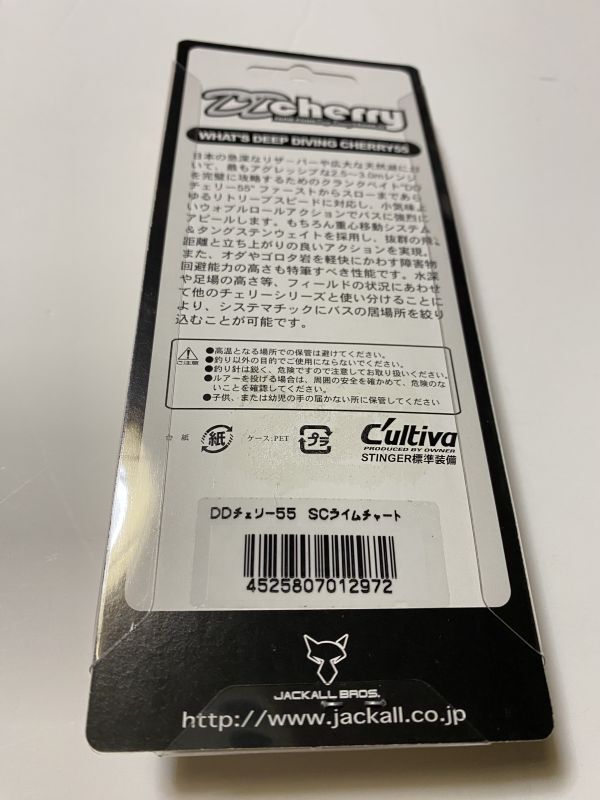 DDcherry
WHAT'S DEEP DIVING CHERRY55
日本の急深なリザーバーや広大な天然湖にお
いて、最もアグレッシブな2.5～3.0mレンジ
を完璧に攻略するためのクランクベイト"DD
チェリー55" ファーストからスローまであら
ゆるリトリーブスピードに対応し、小気味よ
いウォブルロールアクションでバスに強烈に
アピールします。もちろん重心移動システム
&タングステンウェイトを採用し、抜群の飛
距離と立ち上がりの良いアクションを実現。
また、オダやゴロタ岩を軽快にかわす障害物
回避能力の高さも特筆すべき性能です。水深
や足場の高さ等、フィールドの状況にあわせ
て他のチェリーシリーズと使い分けることに
より、システマチックにバスの居場所を絞り
込むことが可能です。
ご注意
●高温となる場所での保管は避けてください。
●釣り以外の目的でご使用にならないでください。
●釣り針は鋭く、危険ですので注意してお取り扱いください。
●ルアーを投げる場合は、周囲の安全を確かめて、危険のな
いことを確認してください。
●子供、または幼児の手の届かない所に保管してください
台紙 紙 ケース:PET プラ
C'ultiva
PRODUCED BY OWNER
STINGER標準装備
DDチェリー55 SCライムチャート
4525807012972
JACKALL BROS.
http://www.jackall.co.jp